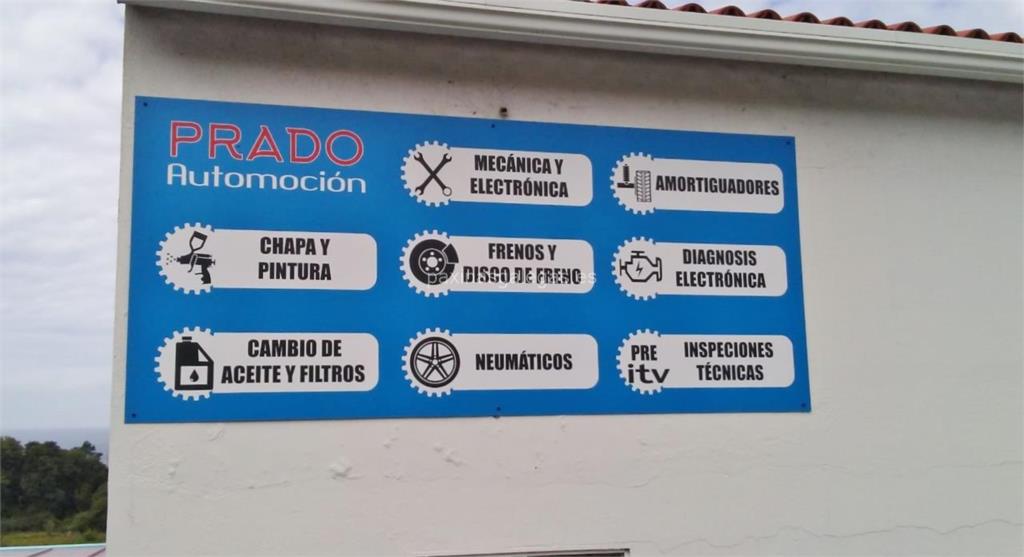 PRADO
Automoción
MECÁNICA Y
ELECTRÓNICA
AMORTIGUADORES
CHAPA Y
PINTURA
FRENOS Y
DISCO DE FRENO
DIAGNOSIS
ELECTRÓNICA
CAMBIO DE
ACEITE Y FILTROS
NEUMÁTICOS
PRE
itv
INSPECIONES
TÉCNICAS